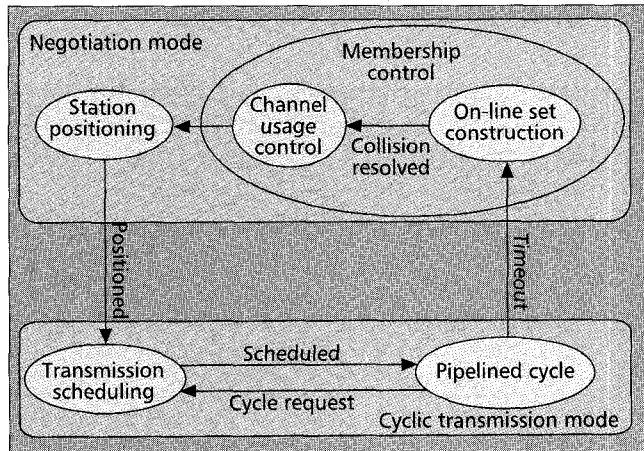 Negotiation mode
Membership
control
Station
positioning
Channel
usage
control
On-line set
construction
Collision
resolved
Positioned
Timeout
Transmission
scheduling
Scheduled
Cycle request
Pipelined cycle
Cyclic transmission mode